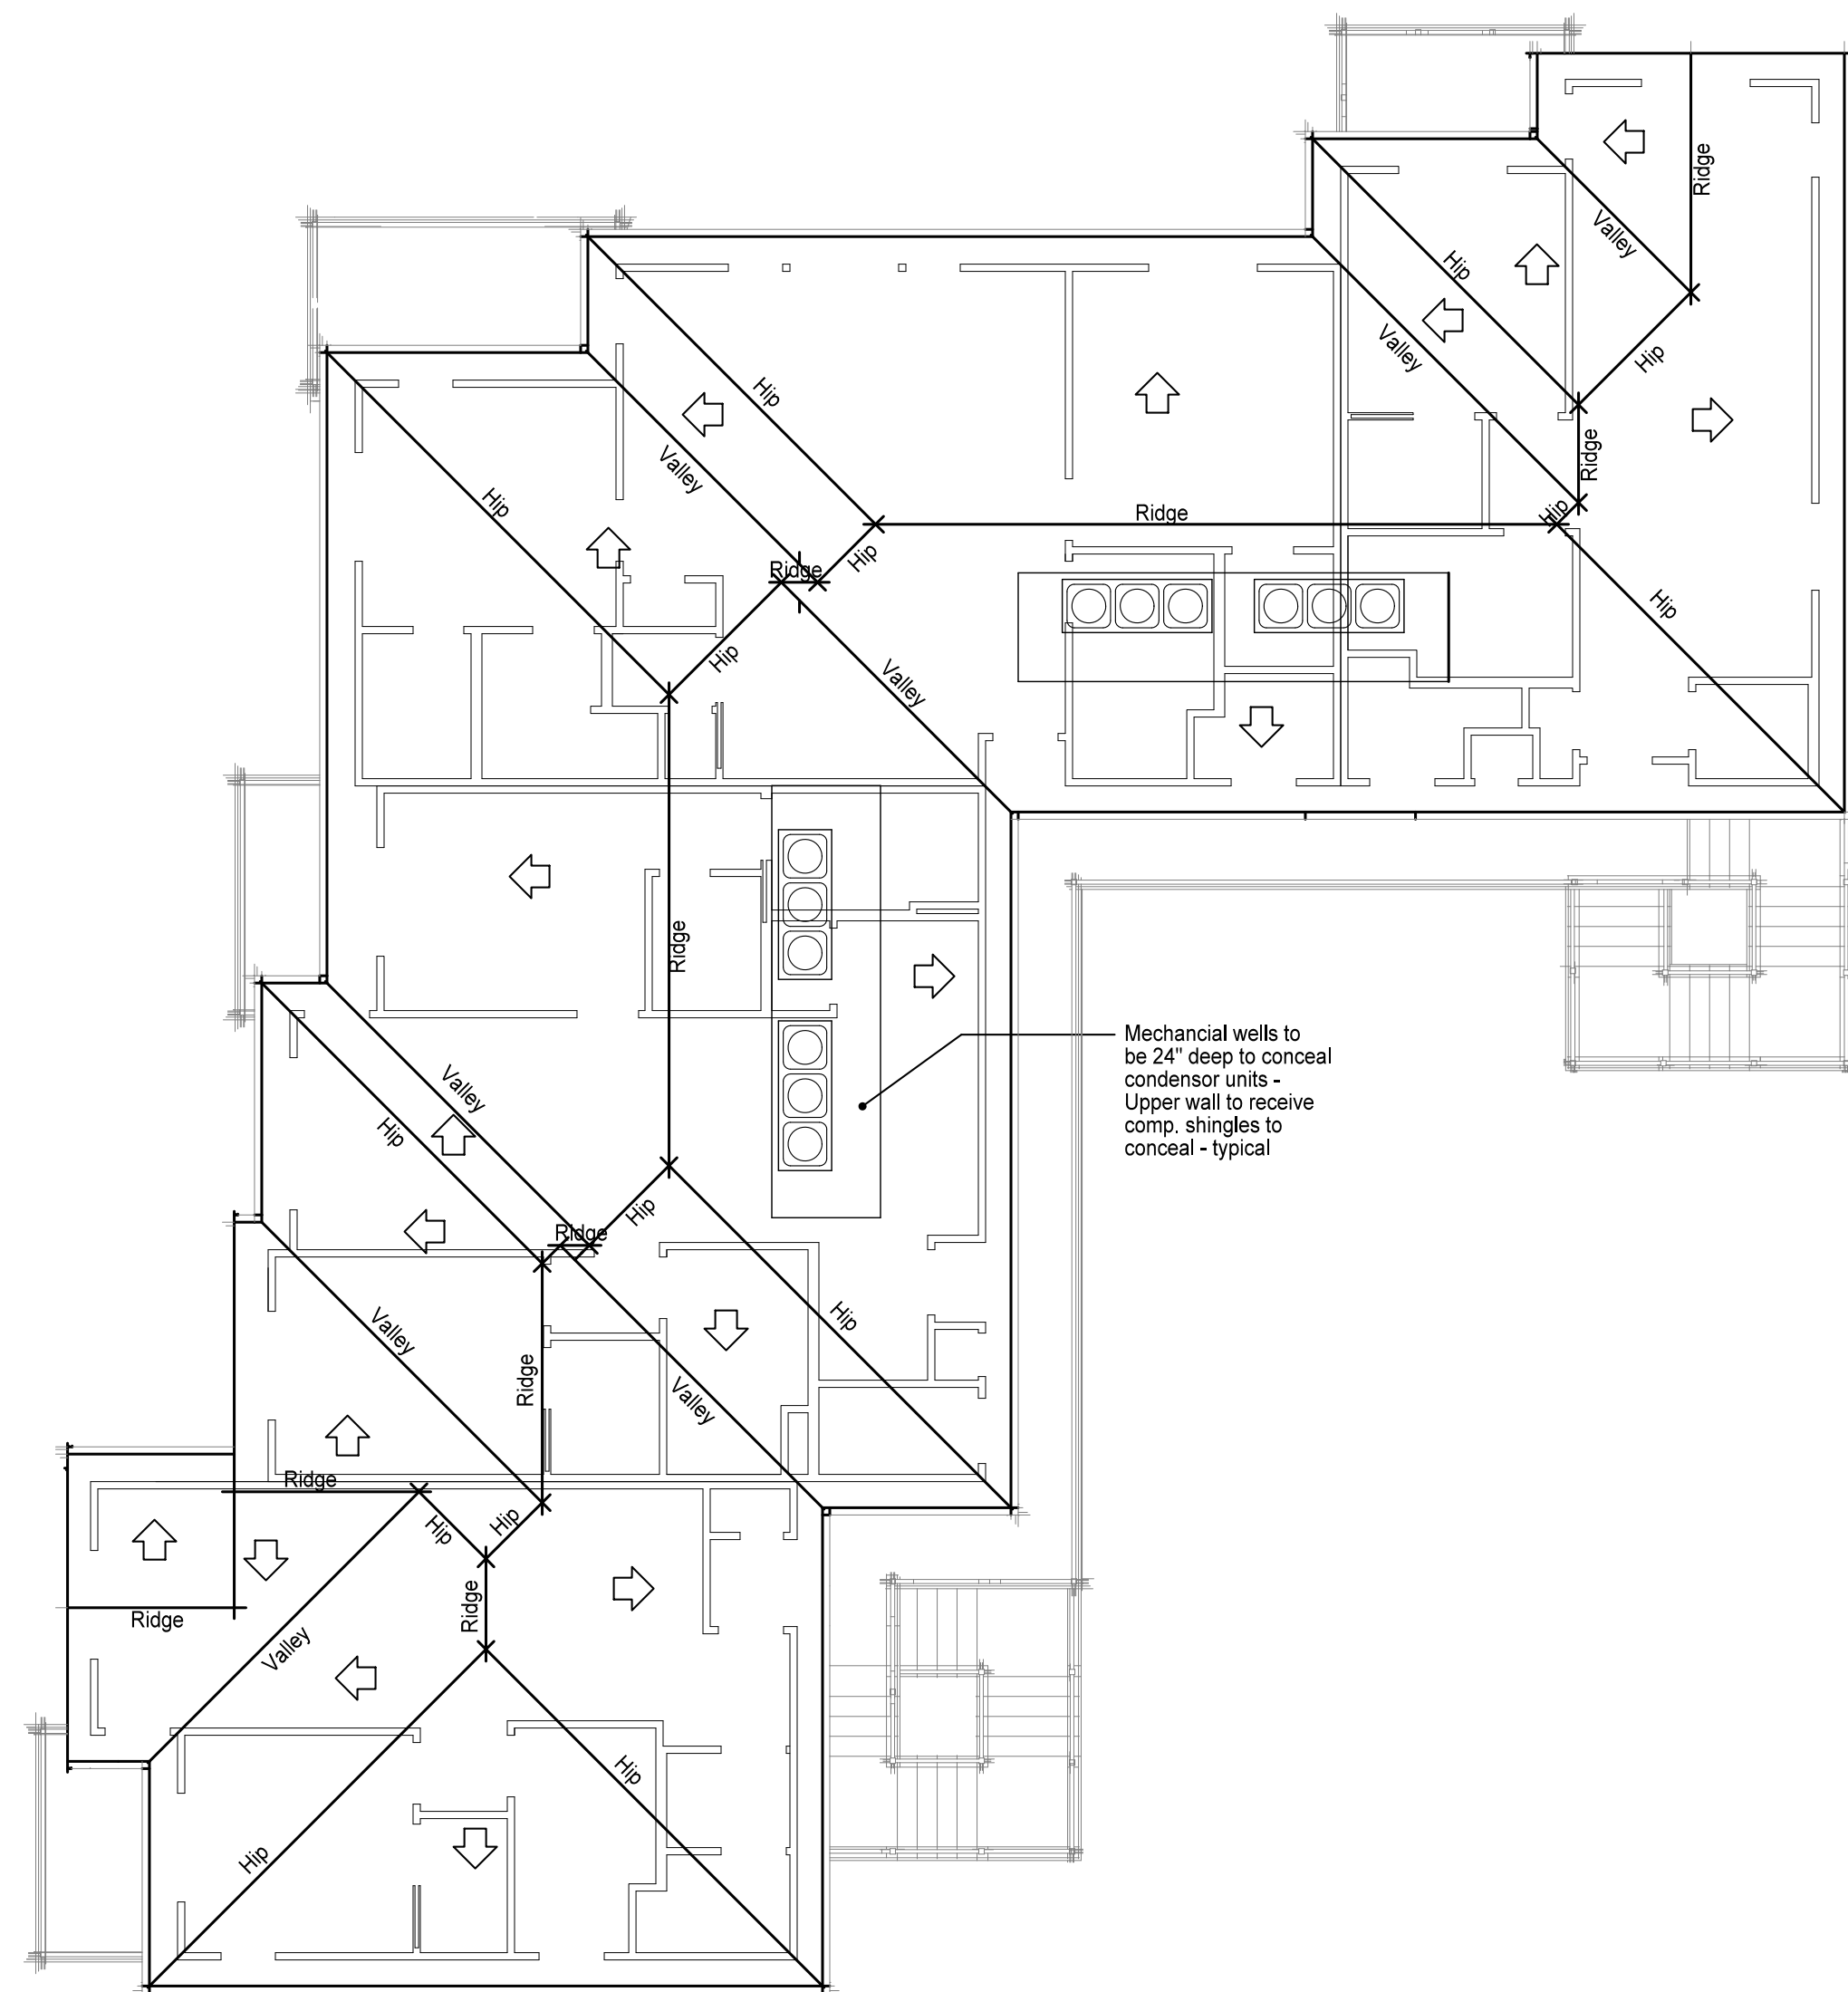 Ridge
Valley
Hip
Valley
Hip
Hip
Ridge
Valley
Hip
Hip
Ridge
Hip
Ridge
Hip
Hip
Hip
Valley
Ridge
Mechancial wells to
be 24" deep to conceal
condensor units -
Upper wall to receive
comp. shingles to
conceal - typical
Valley
Hip
Hip
Ridge
Valley
Hip
Ridge
Valley
Ridge
Hip
Hip
Ridge
Ridge
Valley
Hip
Hip